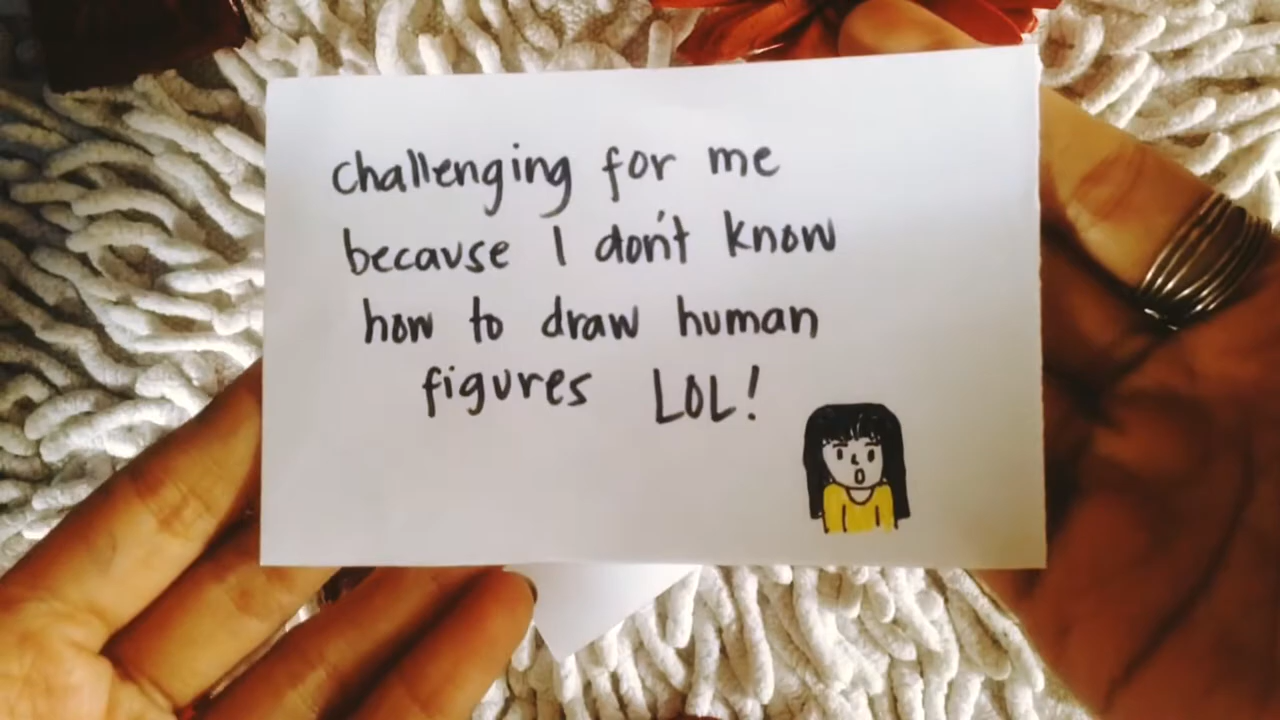 challenging for me
because I don't know
how to draw human
figures LOL!